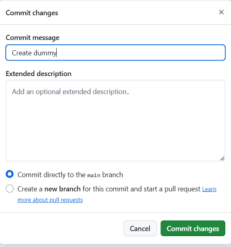 Commit changes
Commit message
Create dummy
Extended description
Add an optional extended description..
Commit directly to the main branch
Create a new branch for this commit and start a pull request Learn
more about pull requests
Cancel
Commit changes